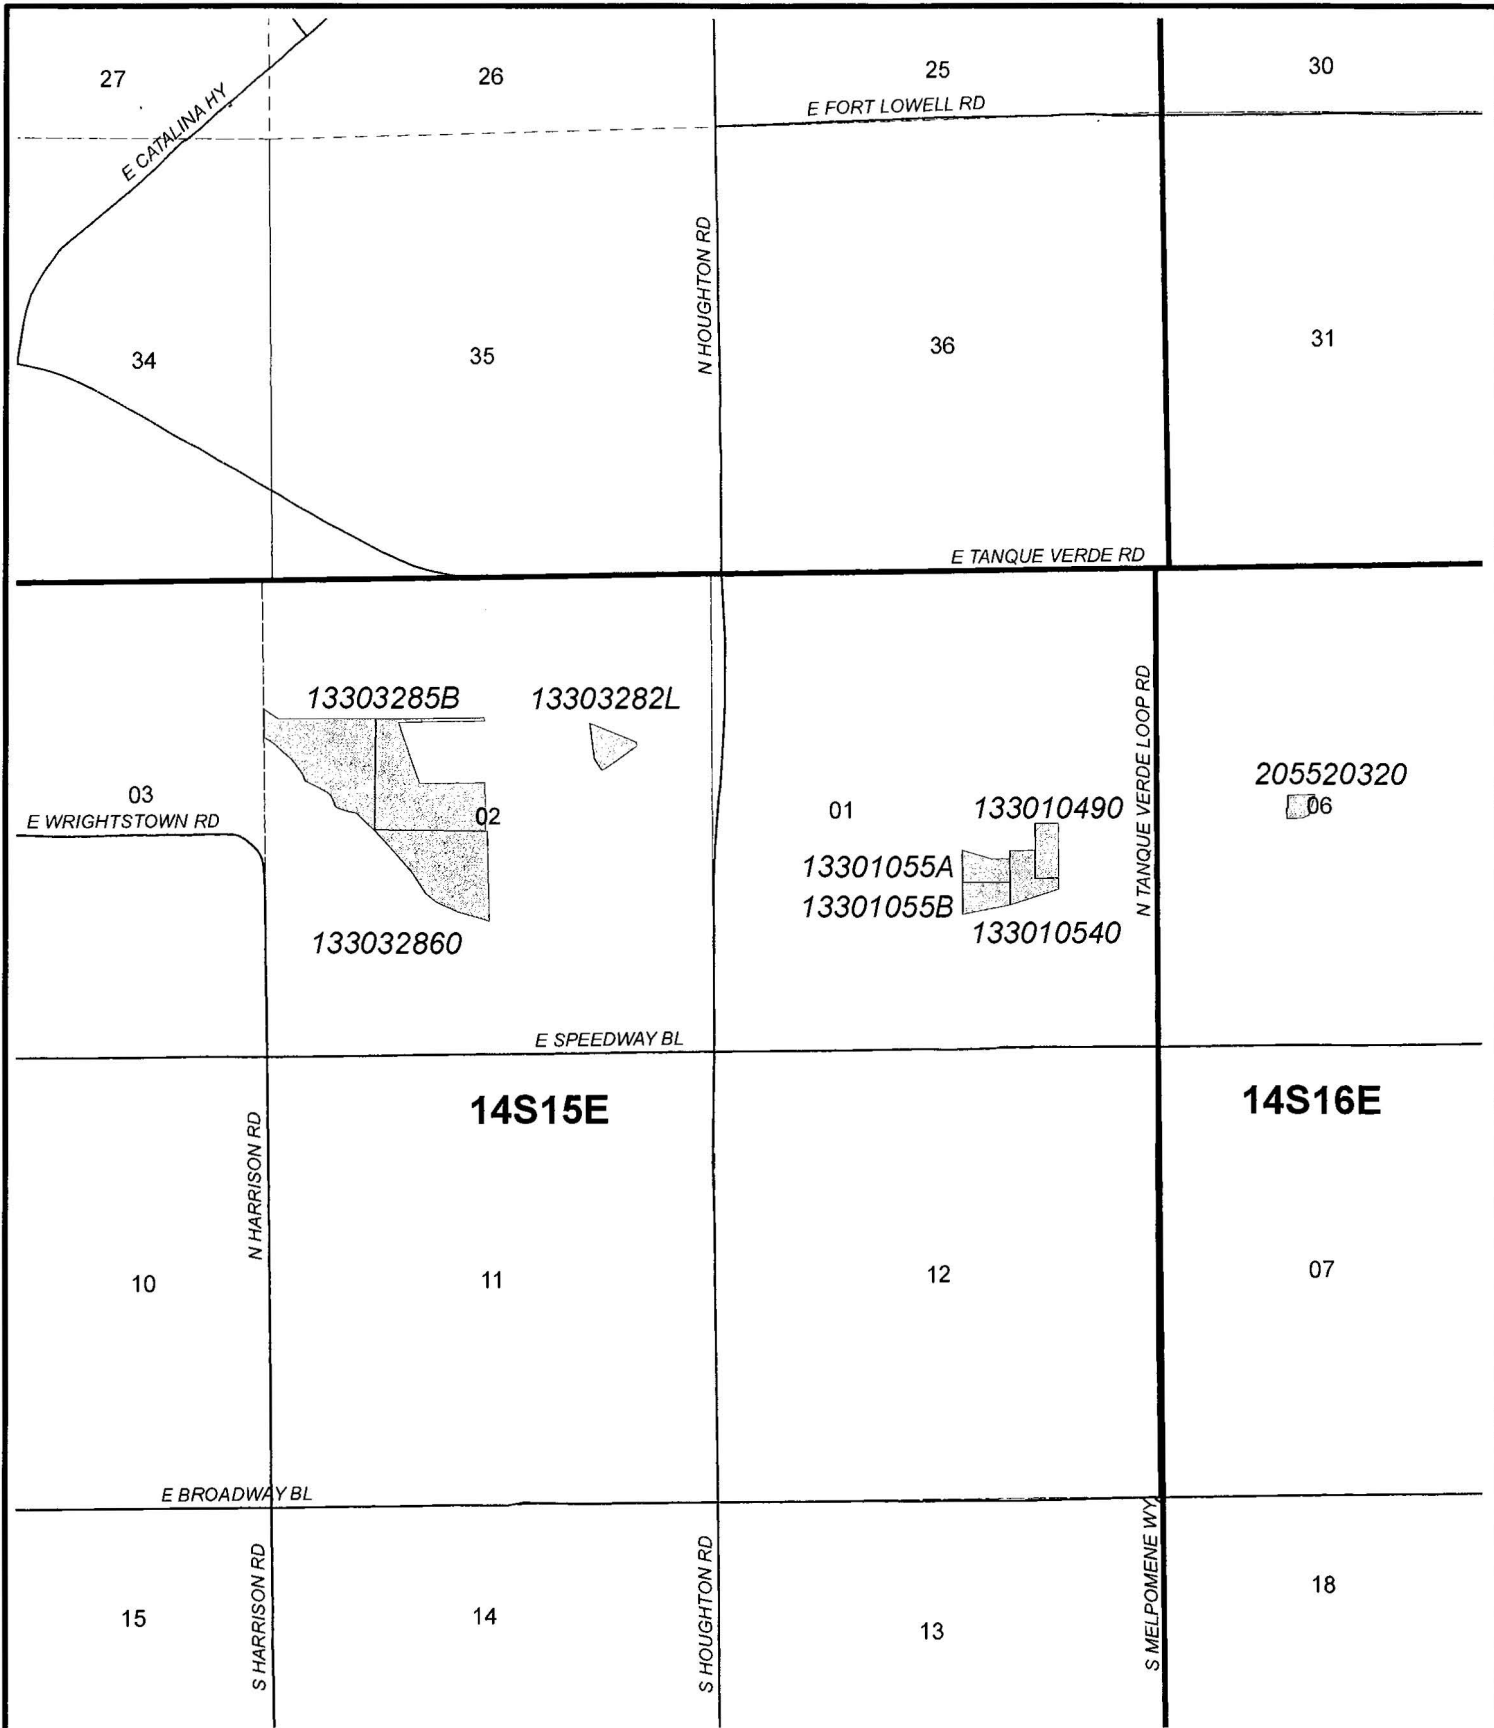 27
26
25
30
E FORT LOWELL RD
E CATALINA HY
N HOUGHTON RD
34
35
36
31
E TANQUE VERDE RD
13303285B
13303282L
N TANQUE VERDE LOOP RD
205520320
03
02
01
133010490
06
E WRIGHTSTOWN RD
13301055A
13301055B
133032860
133010540
E SPEEDWAY BL
14S15E
14S16E
N HARRISON RD
10
11
12
07
E BROADWAY BL
S HARRISON RD
S HOUGHTON RD
S MELPOMENE WY
15
14
13
18